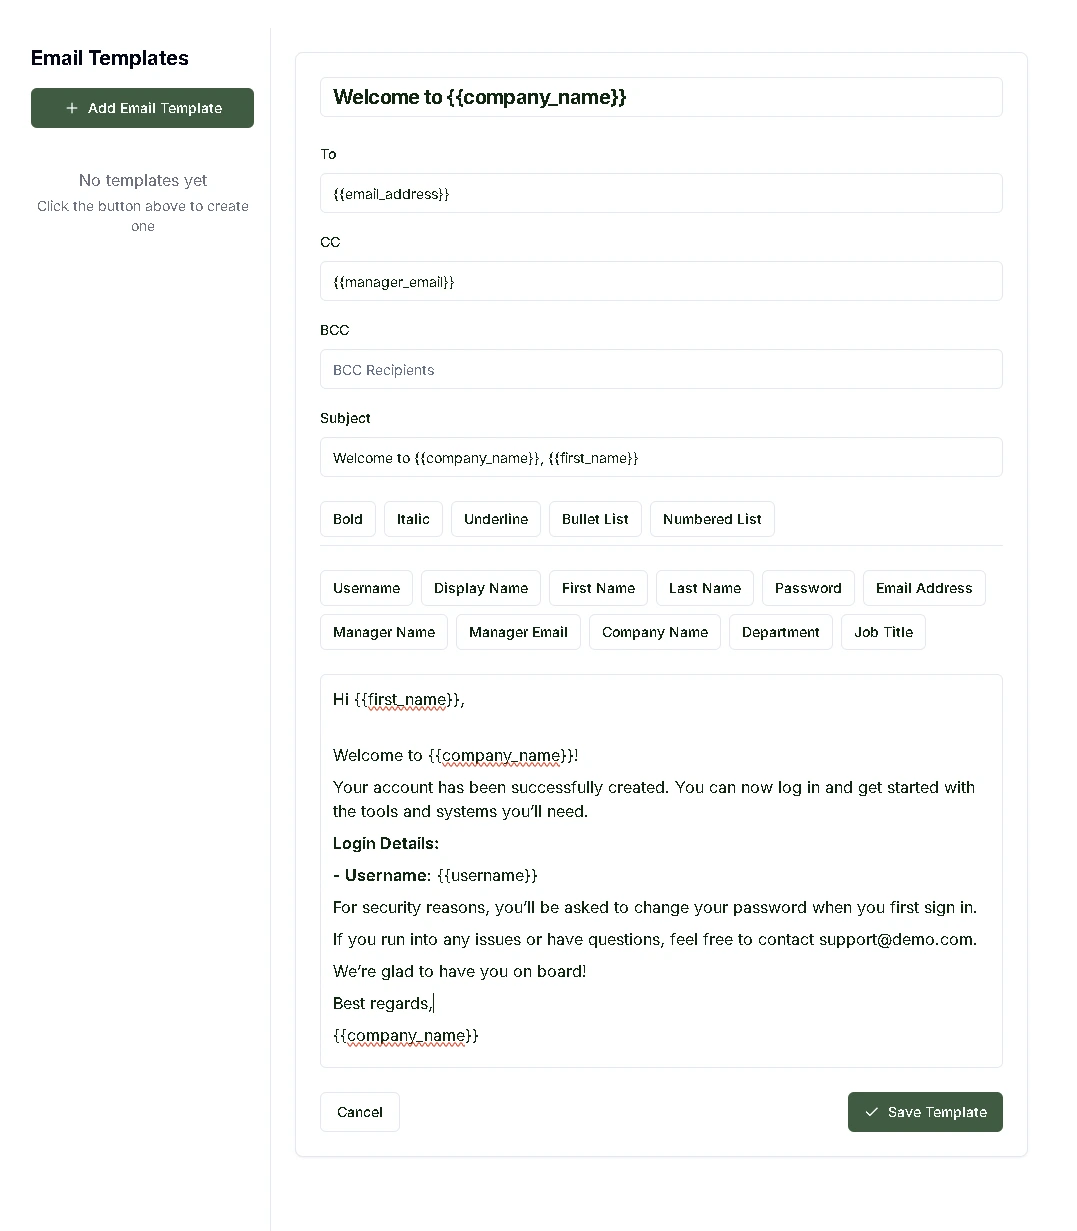 Email Templates
+ Add Email Template
No templates yet
Click the button above to create
one
Welcome to {{company_name}}
To
{{email_address}}
CC
{{manager_email}}
BCC
BCC Recipients
Subject
Welcome to {{company_name}}, {{first_name}}
Bold Italic Underline Bullet List Numbered List
Username Display Name First Name Last Name Password Email Address
Manager Name Manager Email Company Name Department Job Title
Hi {{first_name}},
Welcome to {{company_name}}!
Your account has been successfully created. You can now log in and get started with
the tools and systems you’ll need.
Login Details:
- Username: {{username}}
For security reasons, you’ll be asked to change your password when you first sign in.
If you run into any issues or have questions, feel free to contact support@demo.com.
We’re glad to have you on board!
Best regards,
{{company_name}}
Cancel Save Template